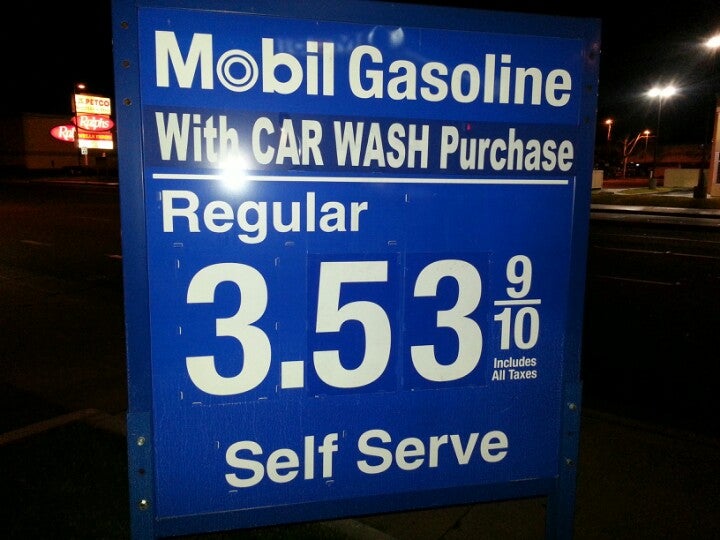 Mobil Gasoline
With CAR WASH Purchase
Regular
3.53 9/10
Includes
All Taxes
Self Serve
PETCO
Ralphs